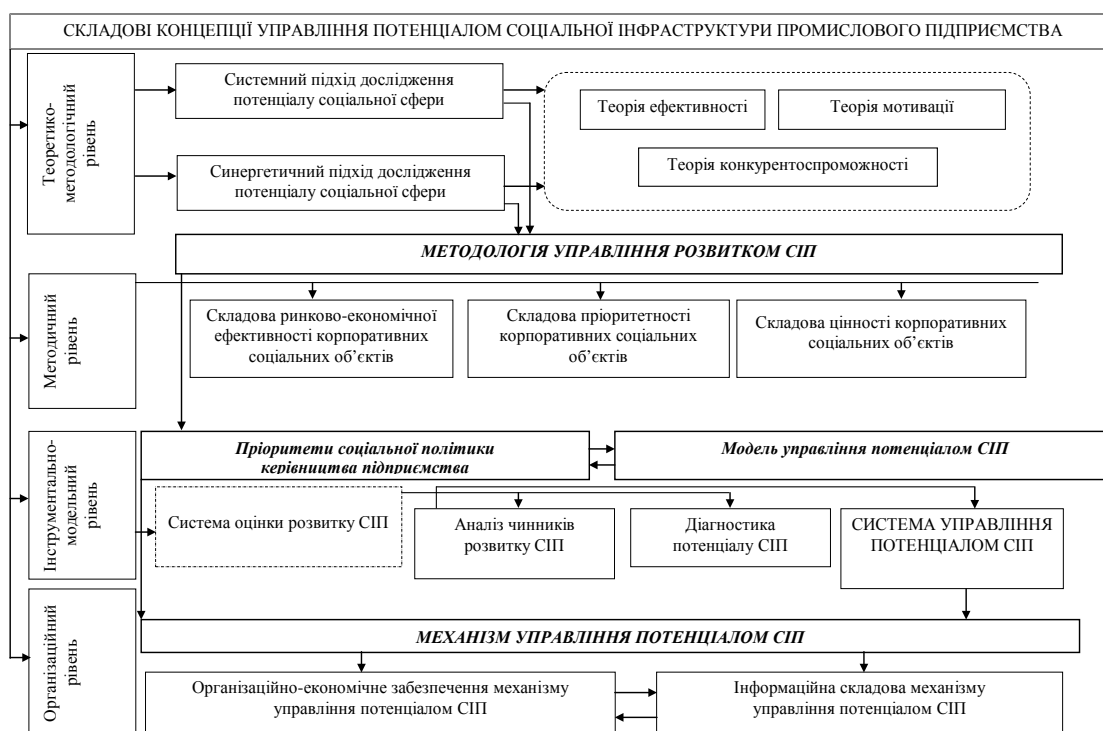 СКЛАДОВІ КОНЦЕПЦІЇ УПРАВЛІННЯ ПОТЕНЦІАЛОМ СОЦІАЛЬНОЇ ІНФРАСТРУКТУРИ ПРОМИСЛОВОГО ПІДПРИЄМСТВА
Теоретико-
методологічний
рівень
Системний підхід дослідження
потенціалу соціальної сфери
Синергетичний підхід дослідження
потенціалу соціальної сфери
Теорія ефективності
Теорія мотивації
Теорія конкурентоспроможності
МЕТОДОЛОГІЯ УПРАВЛІННЯ РОЗВИТКОМ СІП
Методичний
рівень
Складова ринково-економічної
ефективності корпоративних
соціальних об’єктів
Складова пріоритетності
корпоративних соціальних
об’єктів
Складова цінності корпоративних
соціальних об’єктів
Інструментально-
модельний
рівень
Пріоритети соціальної політики
керівництва підприємства
Модель управління потенціалом СІП
Система оцінки розвитку СІП
Аналіз чинників
розвитку СІП
Діагностика
потенціалу СІП
СИСТЕМА УПРАВЛІННЯ
ПОТЕНЦІАЛОМ СІП
Організаційний
рівень
МЕХАНІЗМ УПРАВЛІННЯ ПОТЕНЦІАЛОМ СІП
Організаційно-економічне забезпечення механізму
управління потенціалом СІП
Інформаційна складова механізму
управління потенціалом СІП